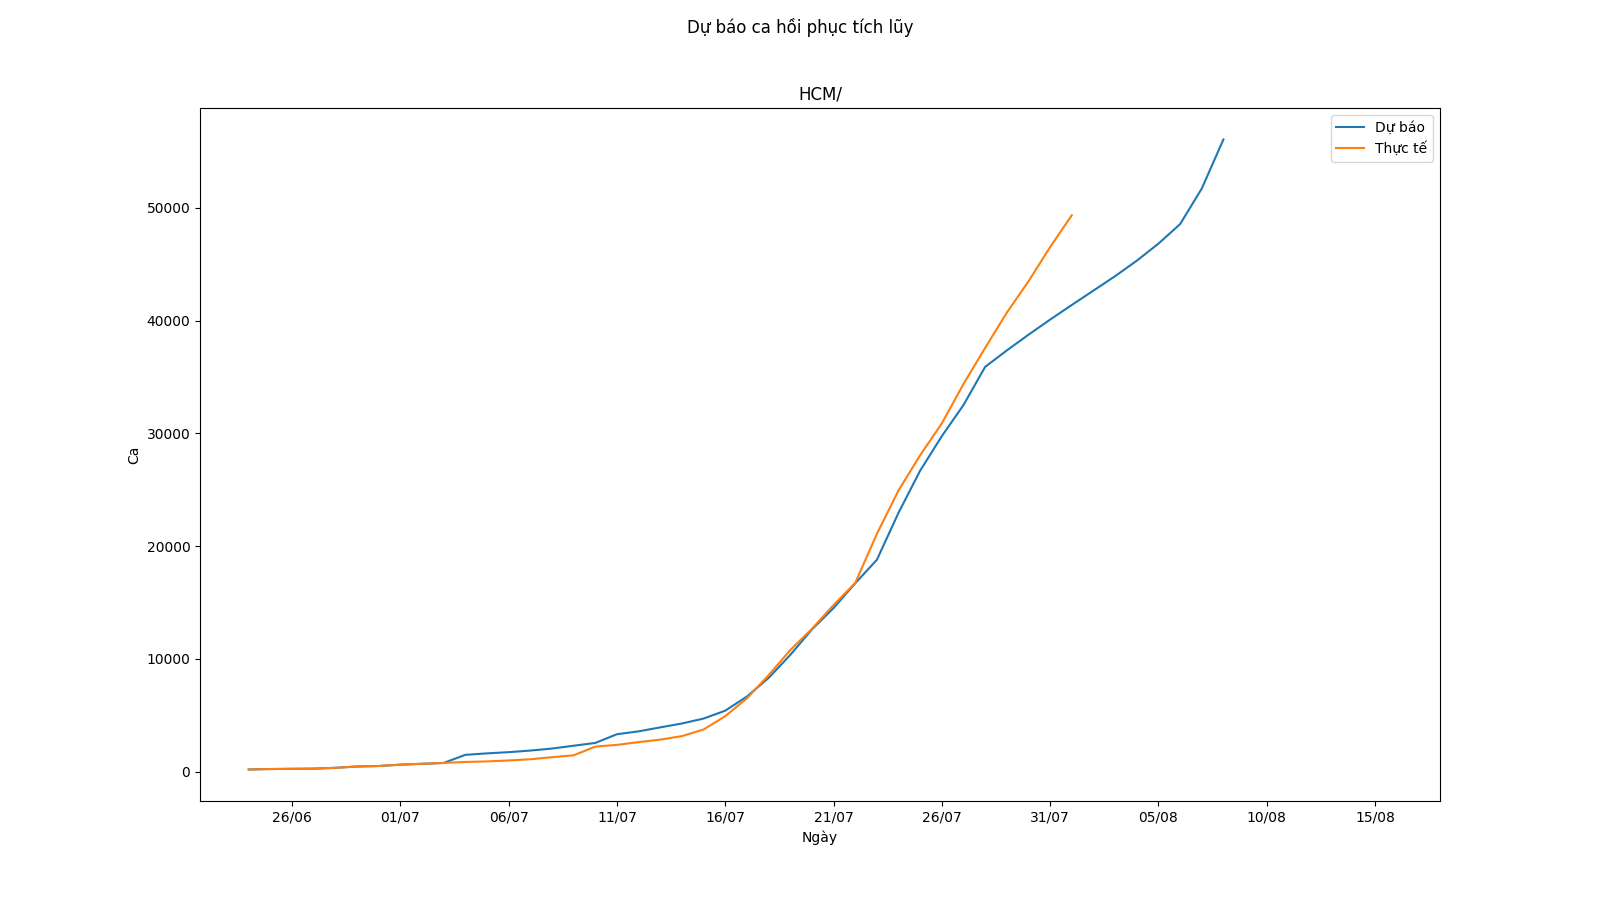 Dự báo ca hồi phục tích lũy
HCM/
Dự báo
Thực tế
50000
40000
30000
20000
10000
0
Ca
26/06 01/07 06/07 11/07 16/07 21/07 26/07 31/07 05/08 10/08 15/08
Ngày